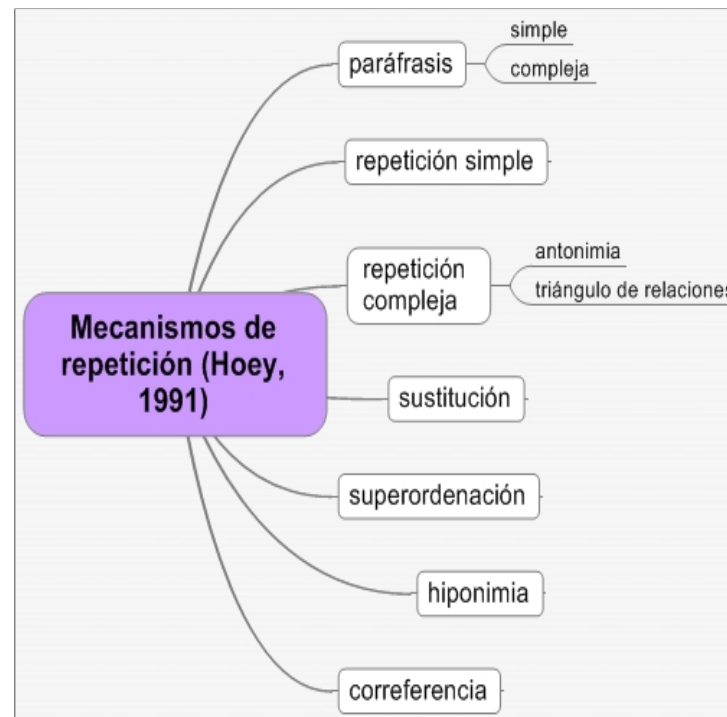 simple
paráfrasis
compleja
repetición simple
antonimia
repetición
compleja
triángulo de relaciones
Mecanismos de
repetición (Hoey,
1991)
sustitución
superordenación
hiponimia
correferencia